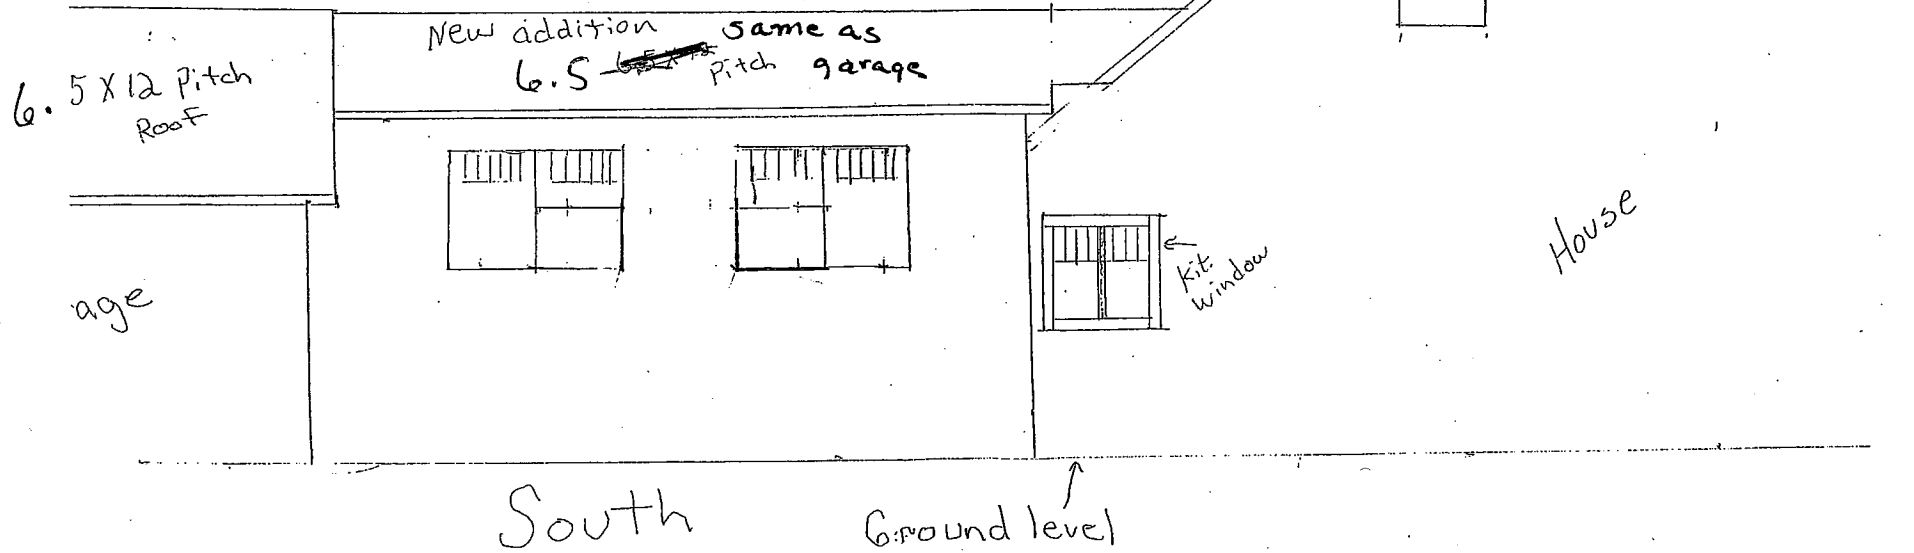 New addition same as
6.5 pitch garage
6.5 X 12 Pitch
Roof
age
Kit.
window
House
South
Ground level